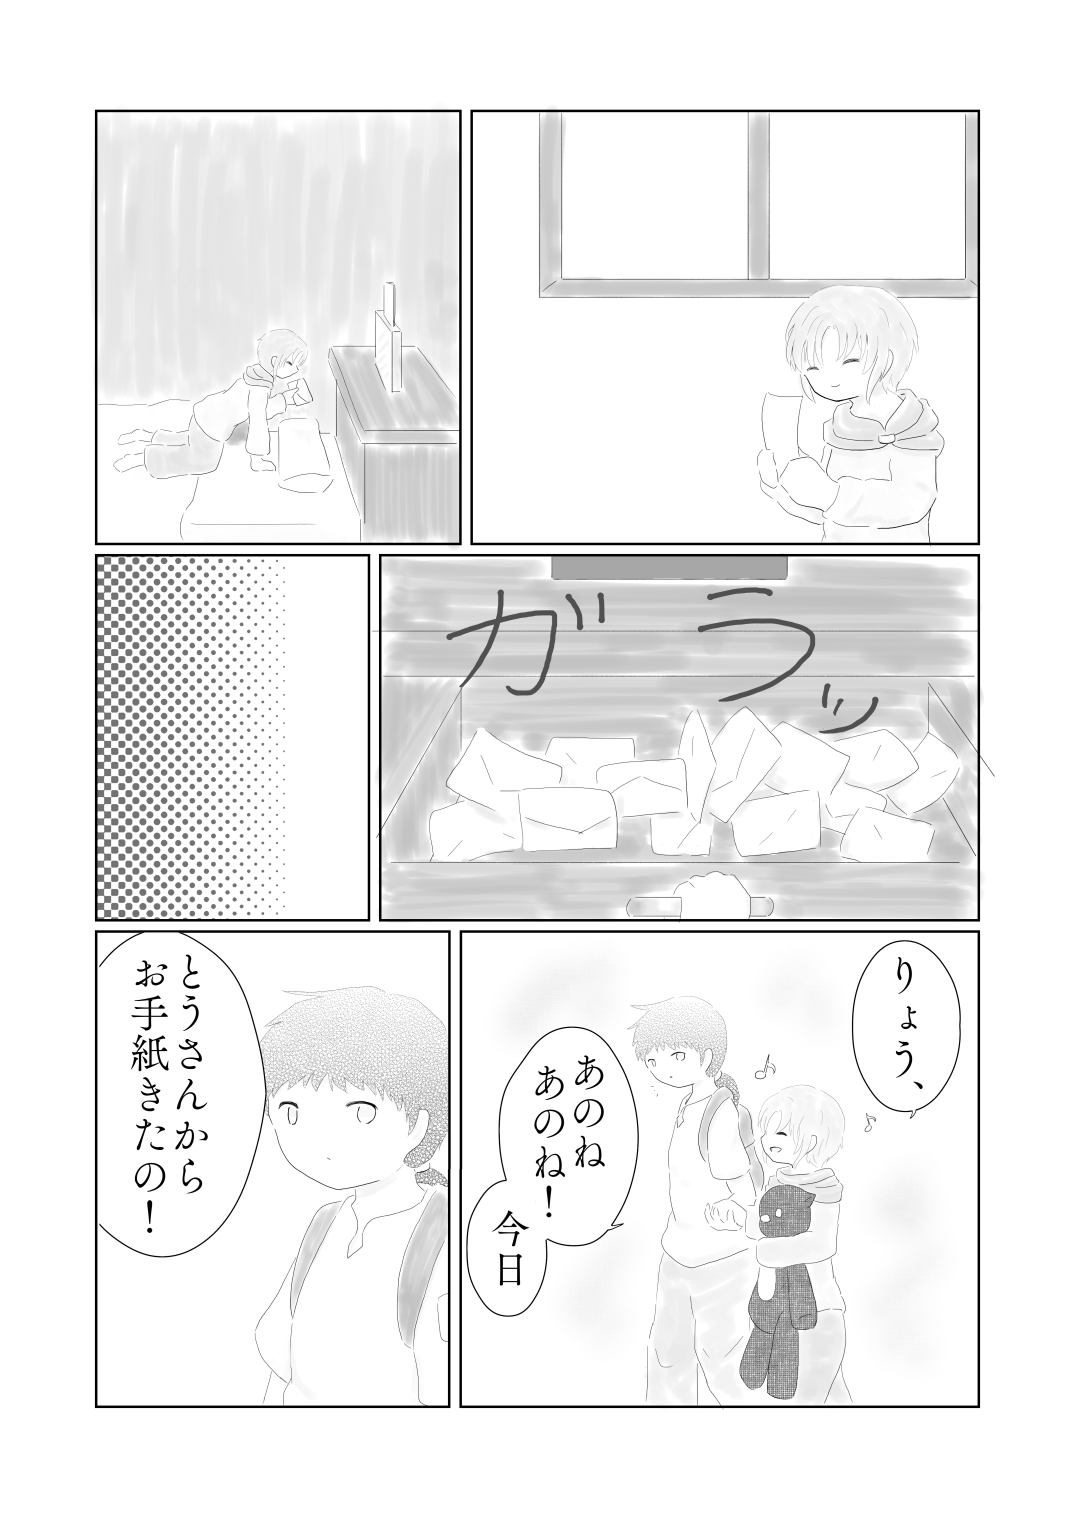 ガラッ
りょう、
あのね
あのね！
今日
とうさんから
お手紙きたの！